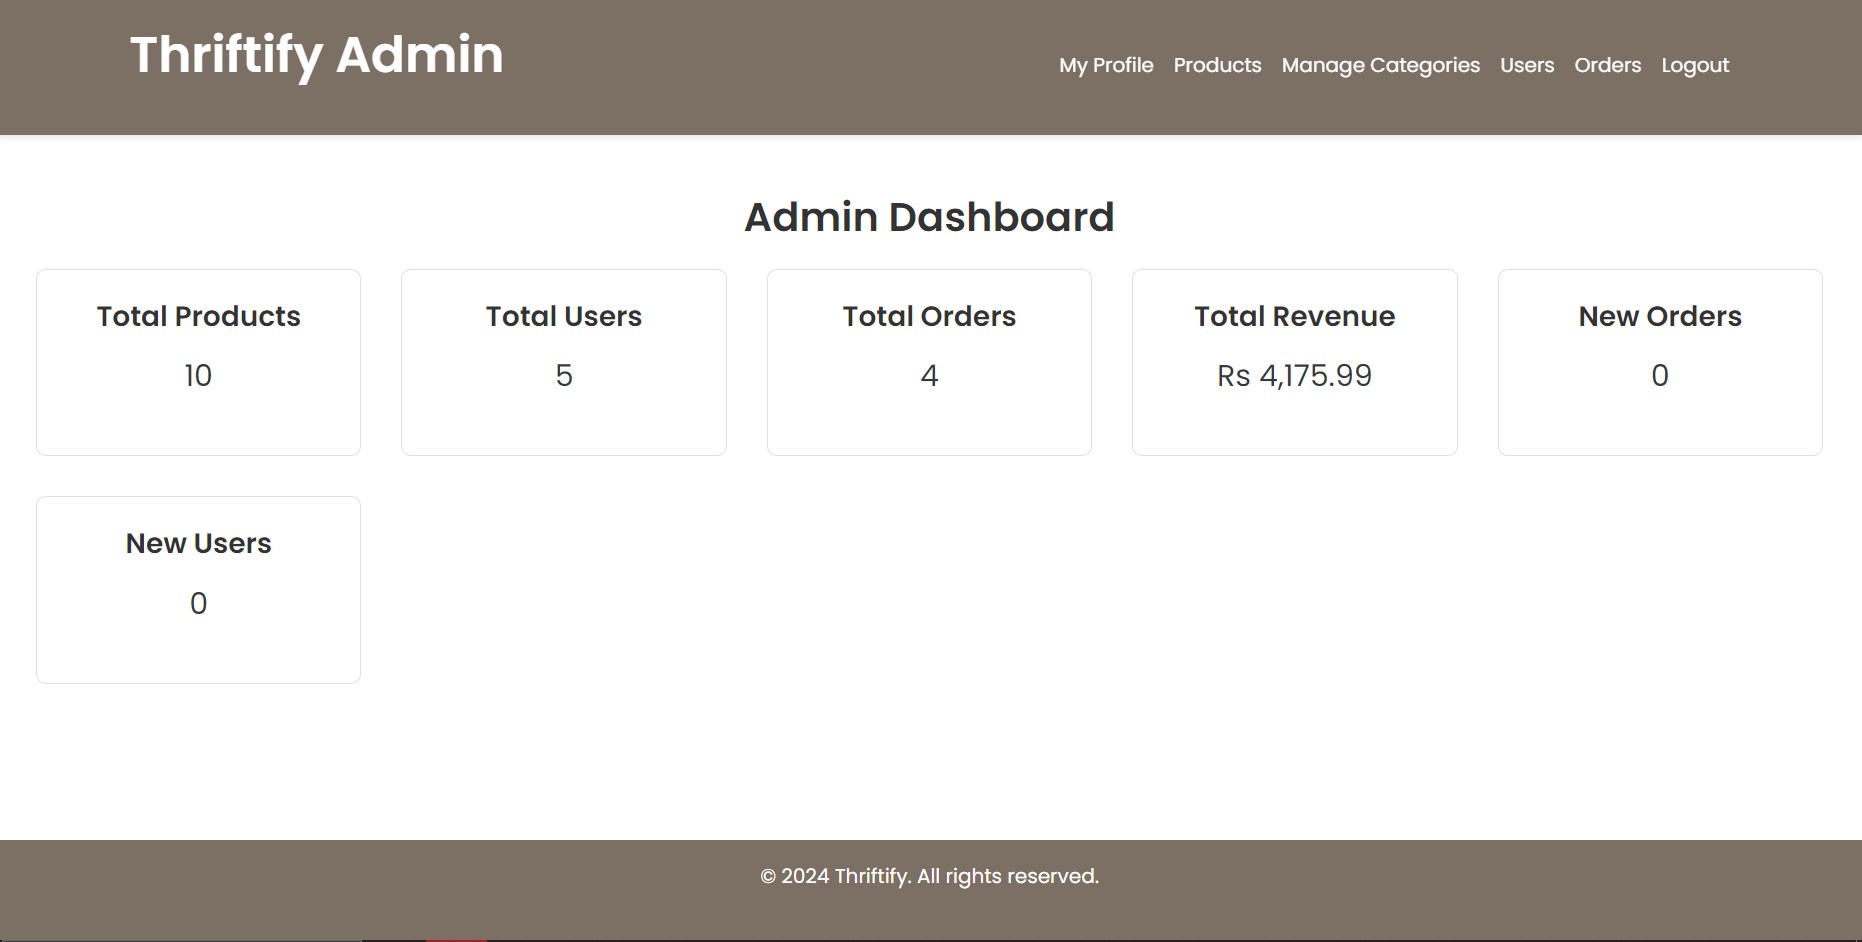 Thriftify Admin
My Profile Products Manage Categories Users Orders Logout
Admin Dashboard
Total Products
10
Total Users
5
Total Orders
4
Total Revenue
Rs 4,175.99
New Orders
0
New Users
0
© 2024 Thriftify. All rights reserved.